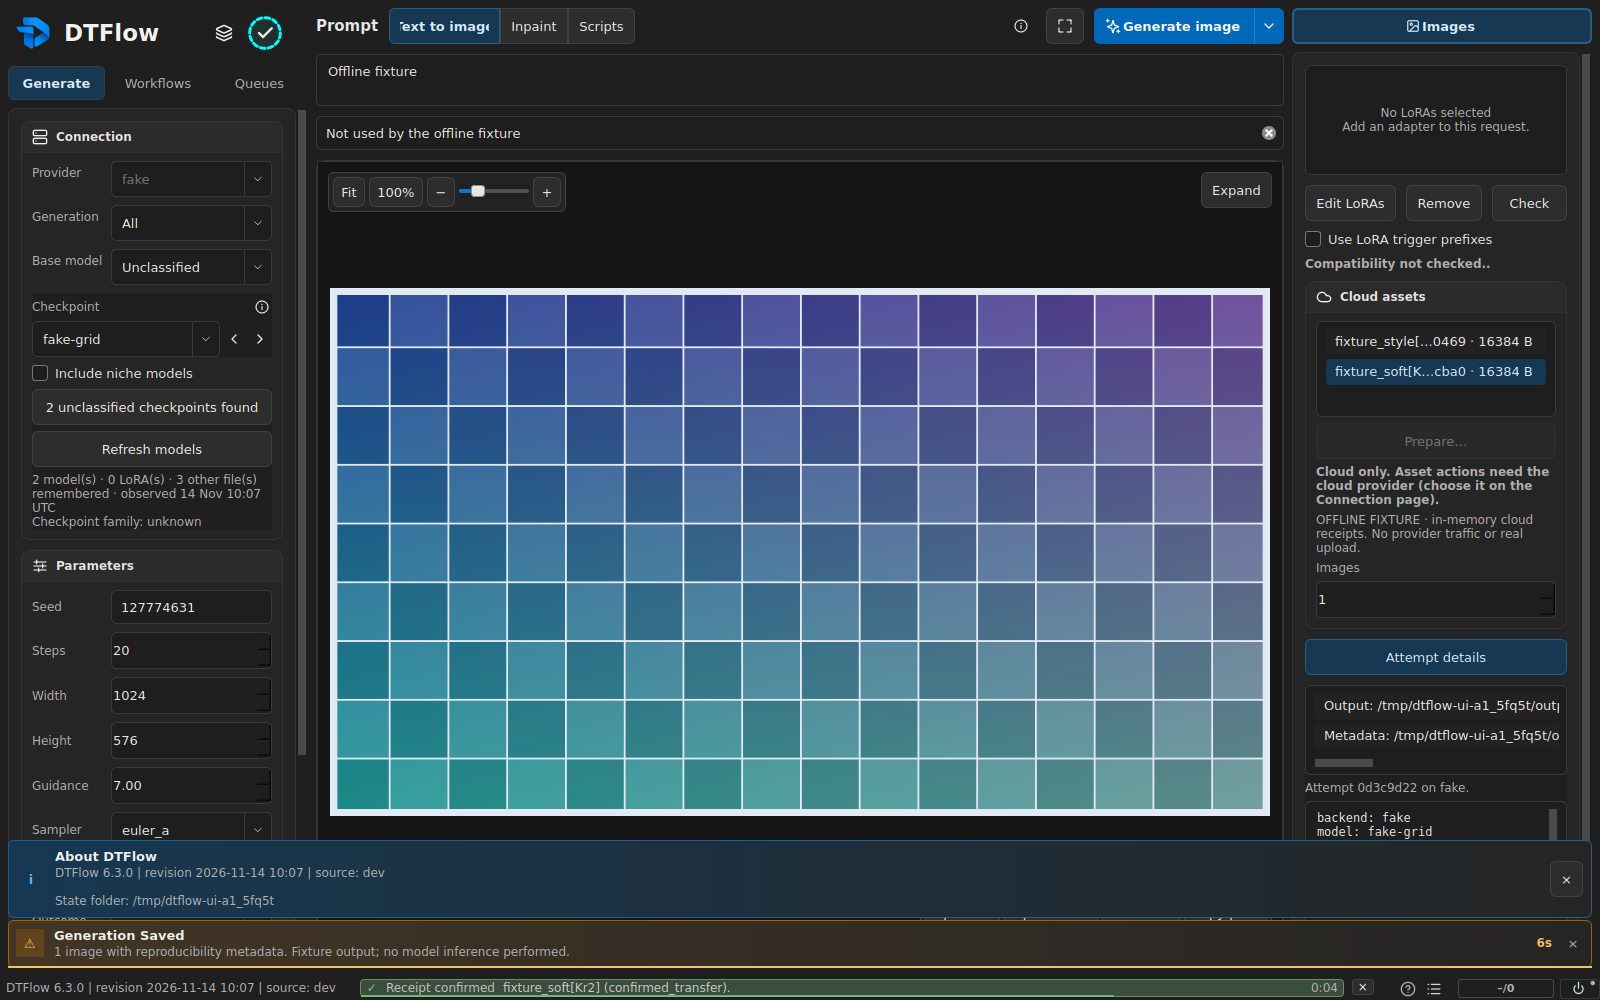 DTFlow
Generate
Workflows
Queues
Connection
Provider
fake
Generation
All
Base model
Unclassified
Checkpoint
fake-grid
Include niche models
2 unclassified checkpoints found
Refresh models
2 model(s) · 0 LoRA(s) · 3 other file(s)
remembered · observed 14 Nov 10:07
UTC
Checkpoint family: unknown
Parameters
Seed
127774631
Steps
20
Width
1024
Height
576
Guidance
7.00
Sampler
euler_a
Prompt
Text to image
Inpaint
Scripts
Generate image
Offline fixture
Not used by the offline fixture
Fit
100%
−
+
Expand
Images
No LoRAs selected
Add an adapter to this request.
Edit LoRAs
Remove
Check
Use LoRA trigger prefixes
Compatibility not checked..
Cloud assets
fixture_style[…0469 · 16384 B
fixture_soft[K…cba0 · 16384 B
Prepare…
Cloud only. Asset actions need the
cloud provider (choose it on the
Connection page).
OFFLINE FIXTURE · in-memory cloud
receipts. No provider traffic or real
upload.
Images
1
Attempt details
Output: /tmp/dtflow-ui-a1_5fq5t/outp
Metadata: /tmp/dtflow-ui-a1_5fq5t/o
Attempt 0d3c9d22 on fake.
backend: fake
model: fake-grid
About DTFlow
DTFlow 6.3.0 | revision 2026-11-14 10:07 | source: dev
State folder: /tmp/dtflow-ui-a1_5fq5t
Generation Saved
1 image with reproducibility metadata. Fixture output; no model inference performed.
6s
DTFlow 6.3.0 | revision 2026-11-14 10:07 | source: dev
✓ Receipt confirmed fixture_soft[Kr2] (confirmed_transfer).
0:04
–/0